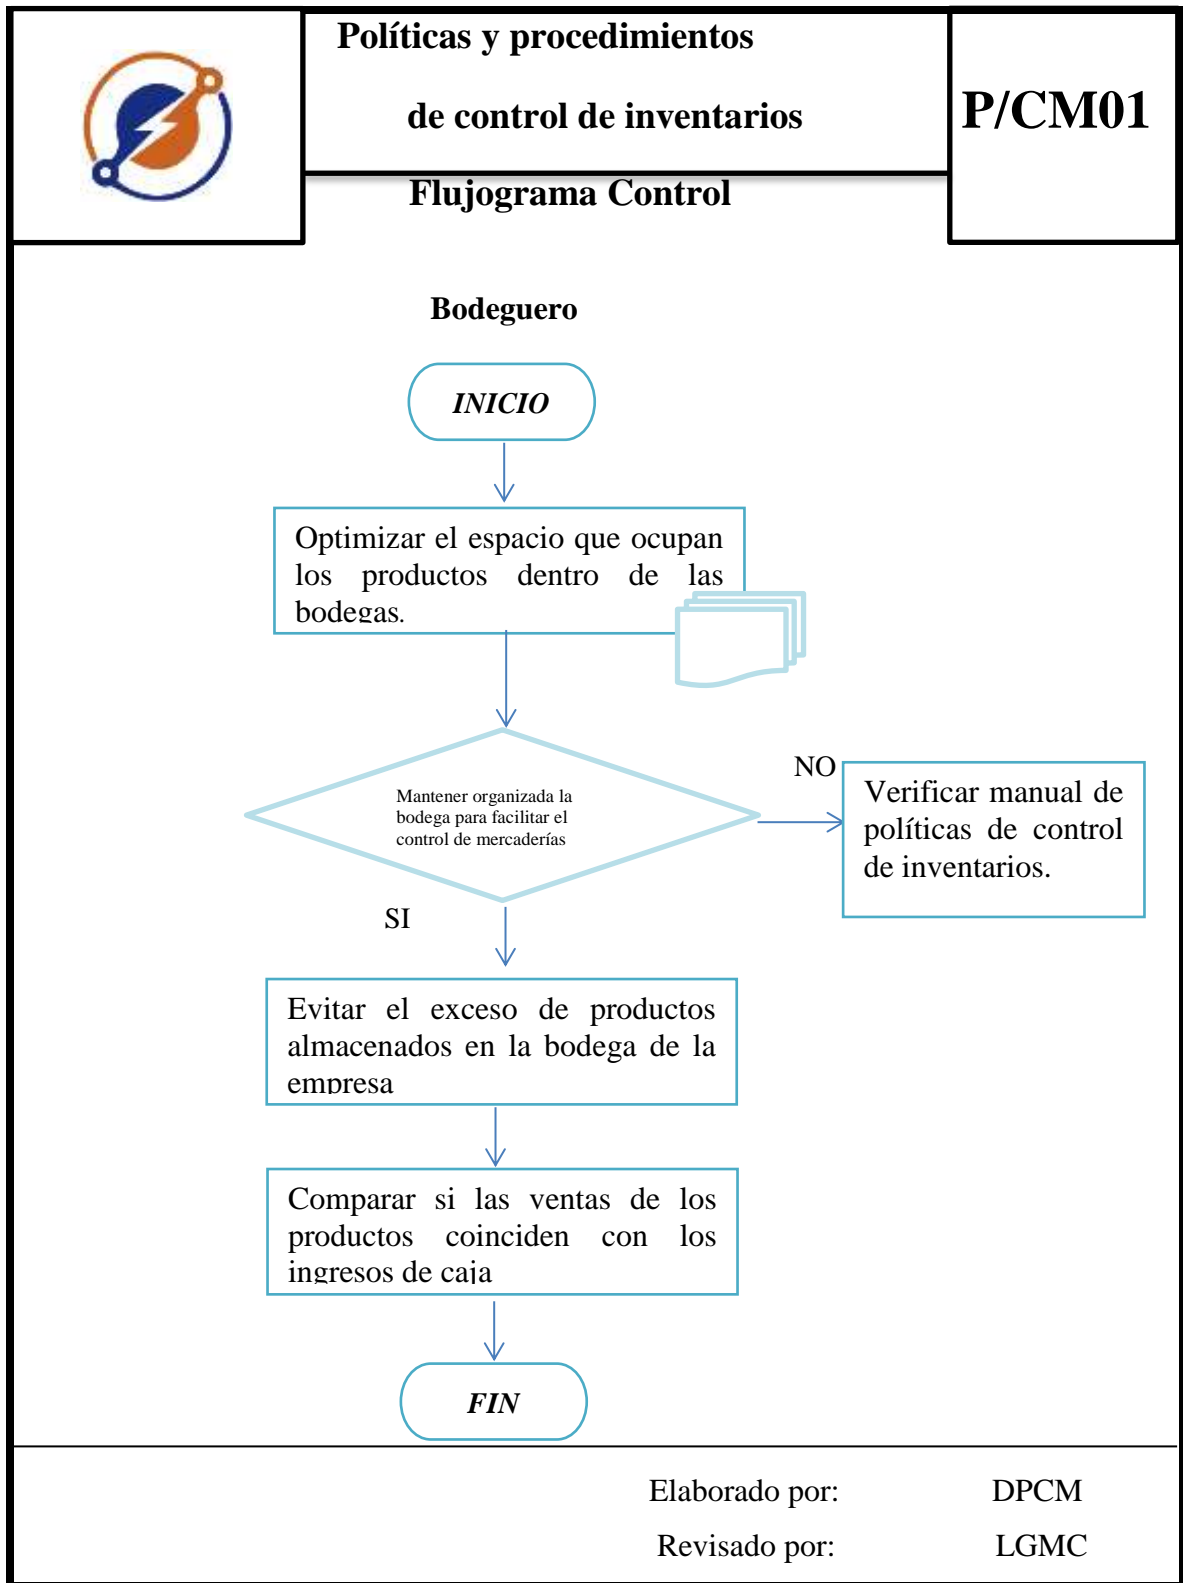 Políticas y procedimientos
de control de inventarios
P/CM01
Flujograma Control
Bodeguero
INICIO
Optimizar el espacio que ocupan
los productos dentro de las
bodegas.
Mantener organizada la
bodega para facilitar el
control de mercaderías
NO
Verificar manual de
políticas de control
de inventarios.
SI
Evitar el exceso de productos
almacenados en la bodega de la
empresa
Comparar si las ventas de los
productos coinciden con los
ingresos de caja
FIN
Elaborado por: DPCM
Revisado por: LGMC